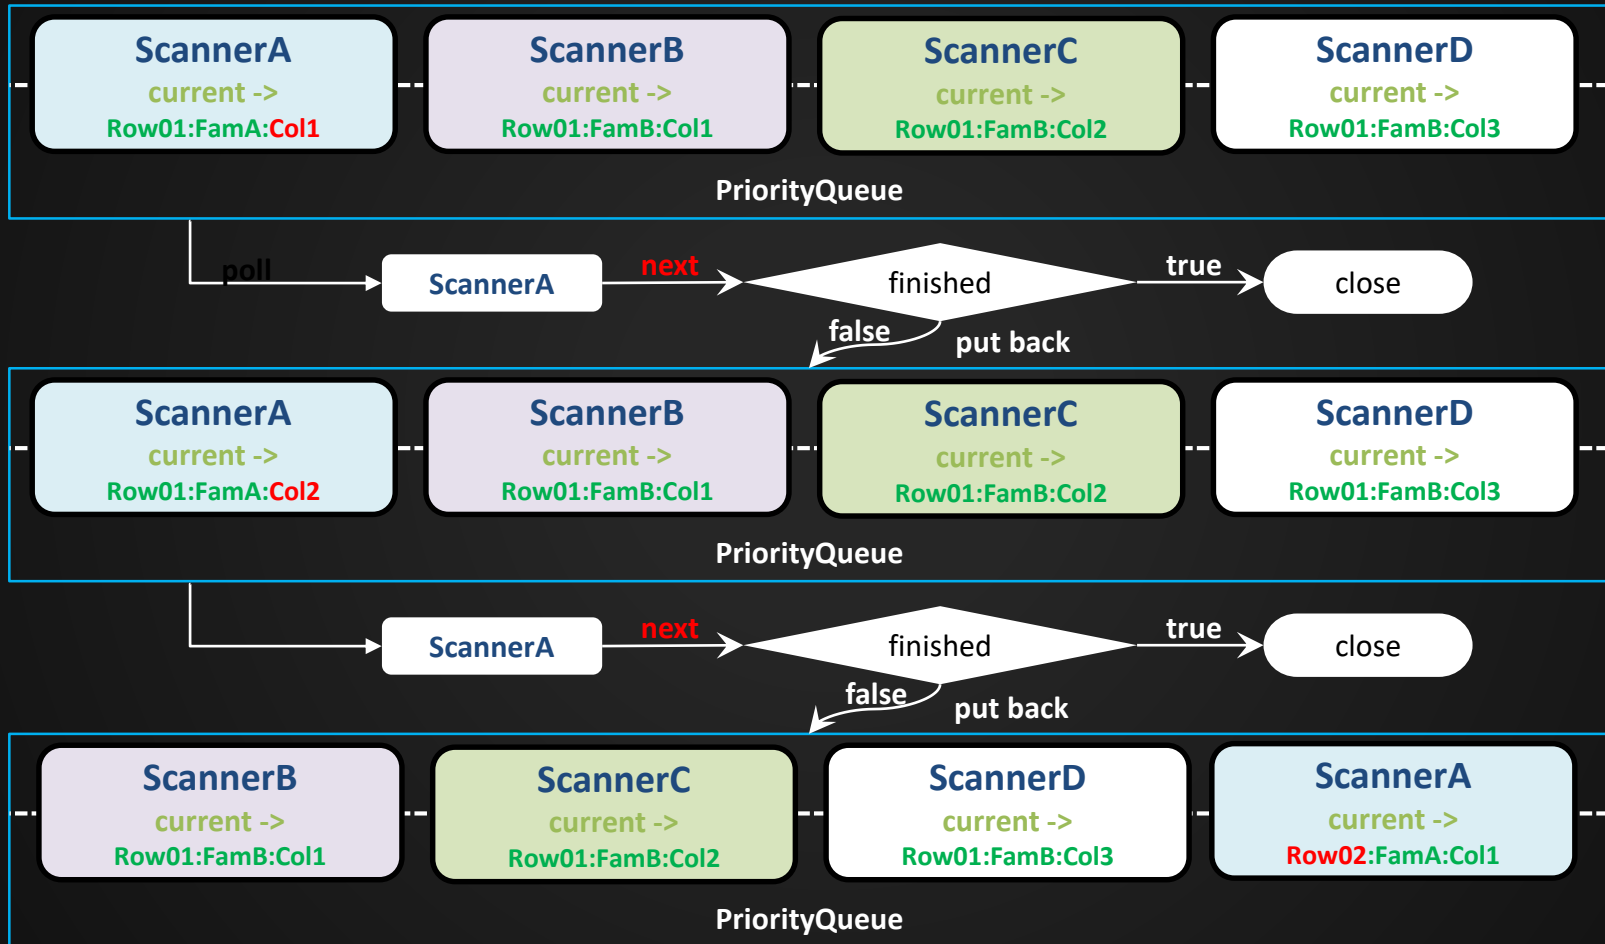 ScannerA
current ->
Row01:FamA:Col1
ScannerB
current ->
Row01:FamB:Col1
ScannerC
current ->
Row01:FamB:Col2
ScannerD
current ->
Row01:FamB:Col3
PriorityQueue
poll
ScannerA
next
finished
true
close
false
put back
ScannerA
current ->
Row01:FamA:Col2
ScannerB
current ->
Row01:FamB:Col1
ScannerC
current ->
Row01:FamB:Col2
ScannerD
current ->
Row01:FamB:Col3
PriorityQueue
ScannerA
next
finished
true
close
false
put back
ScannerB
current ->
Row01:FamB:Col1
ScannerC
current ->
Row01:FamB:Col2
ScannerD
current ->
Row01:FamB:Col3
ScannerA
current ->
Row02:FamA:Col1
PriorityQueue